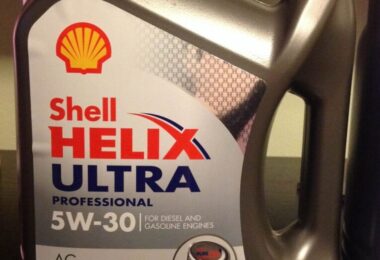 Shell
HELIX
ULTRA
PROFESSIONAL
5W-30
FOR DIESEL AND
GASOLINE ENGINES